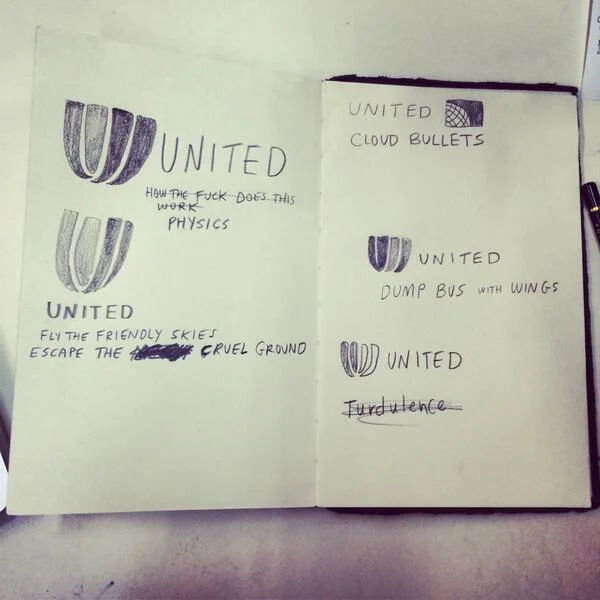 UNITED
HOW THE FUCK DOES THIS
WORK
PHYSICS
UNITED
FLY THE FRIENDLY SKIES
ESCAPE THE CRUEL GROUND
UNITED
CLOUD BULLETS
UNITED
DUMP BUS WITH WINGS
UNITED
Turdulence